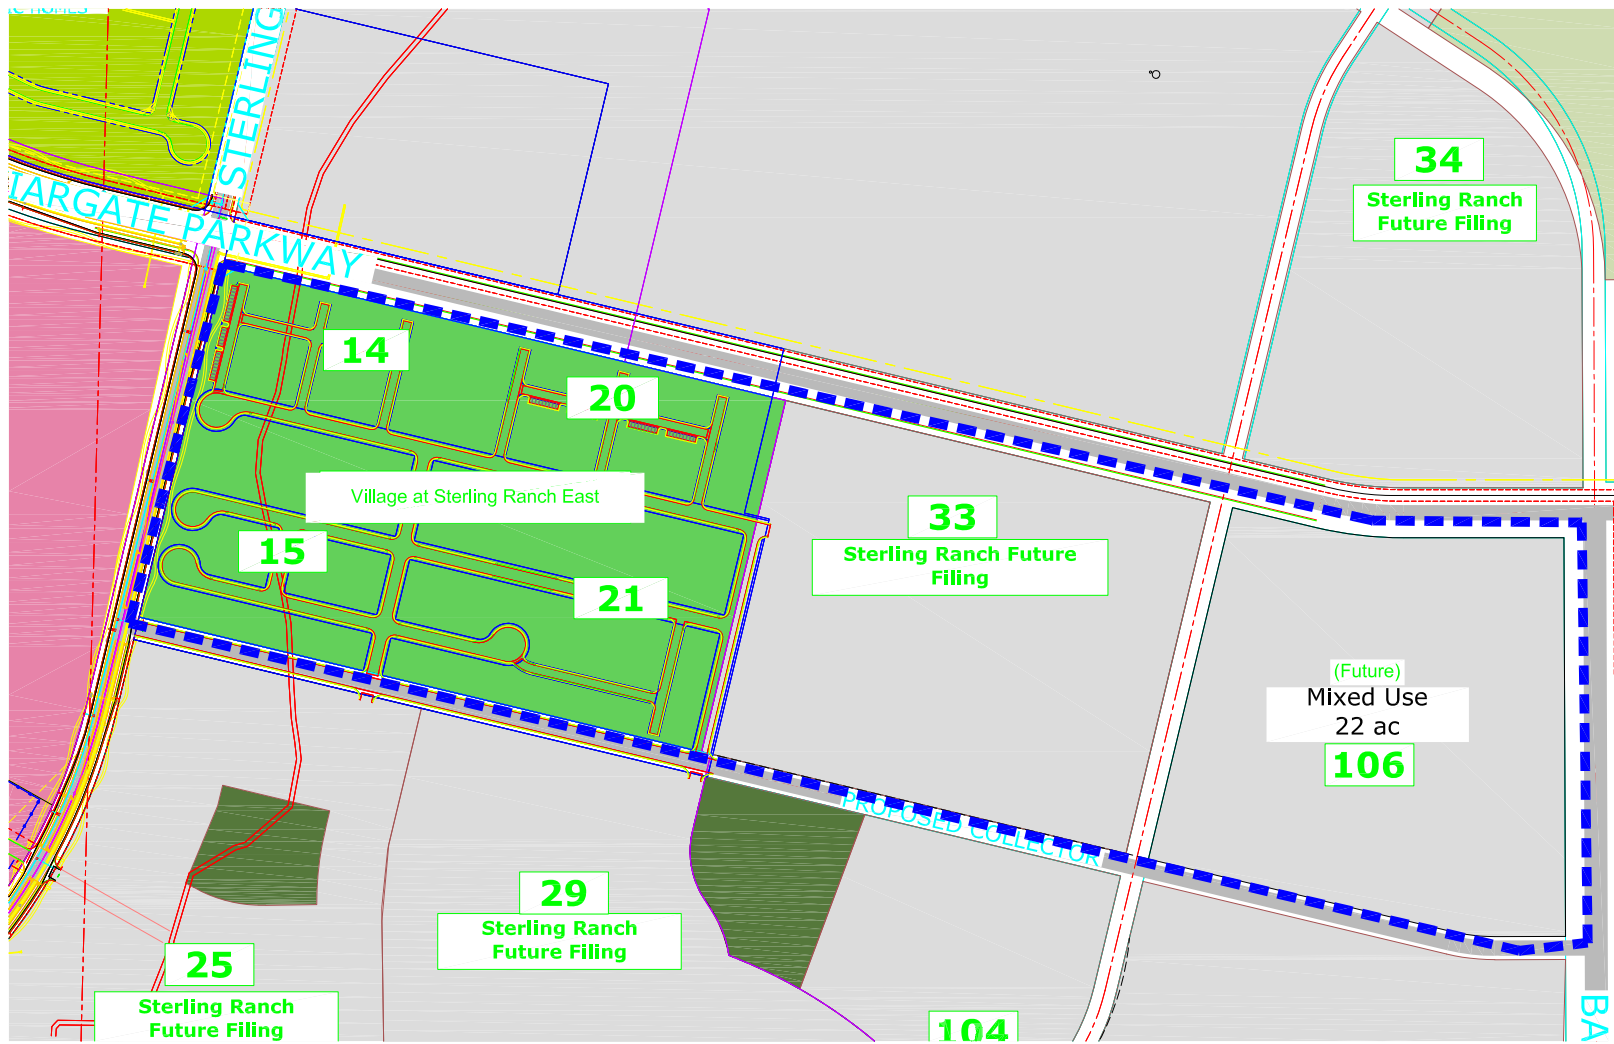 C HOMES
STERLING
IARGATE PARKWAY
34
Sterling Ranch
Future Filing
14
20
Village at Sterling Ranch East
15
21
33
Sterling Ranch Future
Filing
(Future)
Mixed Use
22 ac
106
PROPOSED COLLECTOR
29
Sterling Ranch
Future Filing
25
Sterling Ranch
Future Filing
104
BA